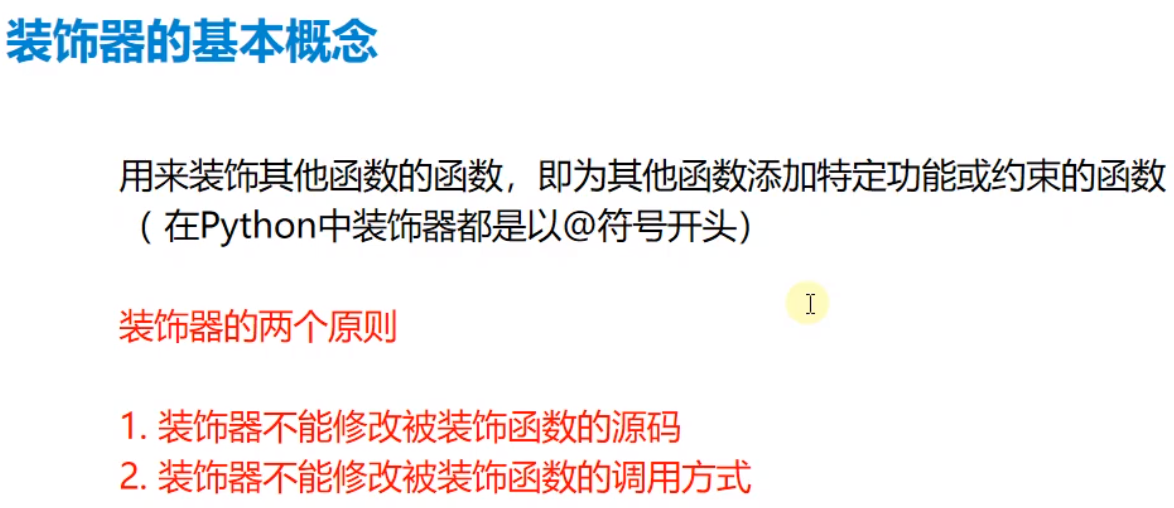 装饰器的基本概念
用来装饰其他函数的函数，即为其他函数添加特定功能或约束的函数
（ 在Python中装饰器都是以@符号开头）
装饰器的两个原则
1. 装饰器不能修改被装饰函数的源码
2. 装饰器不能修改被装饰函数的调用方式